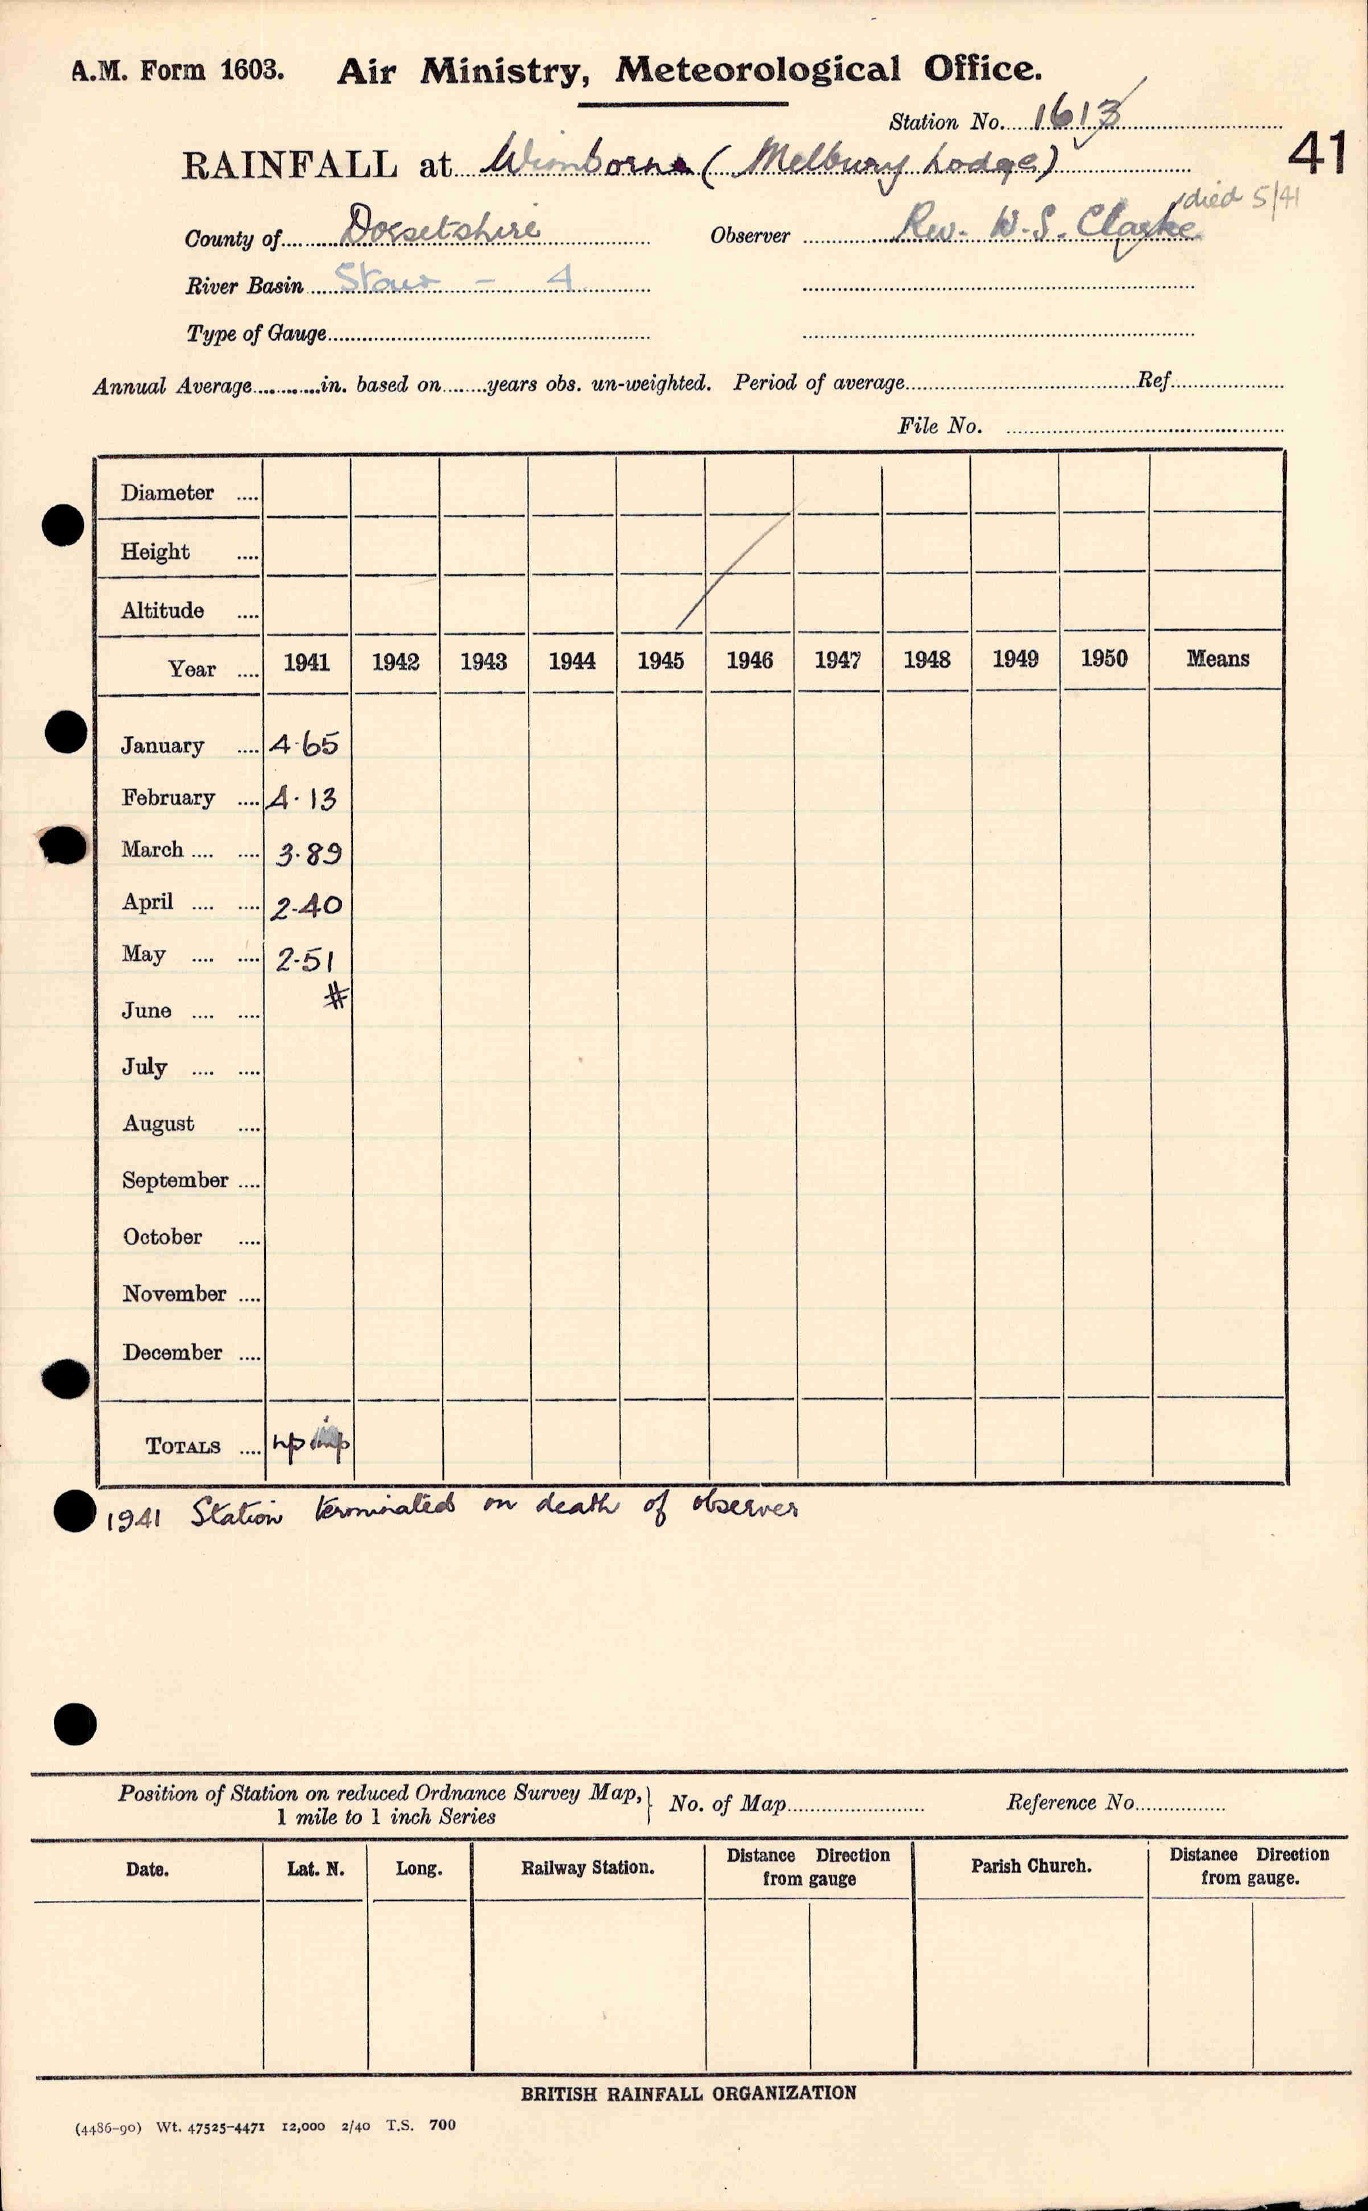 A.M. Form 1603. Air Ministry, Meteorological Office.
Station No. 1613
41
RAINFALL at Wimborne (Melbury Lodge)
died 5/41
County of Dorsetshire Observer Rev. W.S. Clarke
River Basin Stour - 4
Type of Gauge
Annual Average in. based on years obs. un-weighted. Period of average Ref.
File No.
Diameter
Height
Altitude
Year 1941 1942 1943 1944 1945 1946 1947 1948 1949 1950 Means
January 4.65
February 4.13
March 3.89
April 2.40
May 2.51
#
June
July
August
September
October
November
December
TOTALS np imp
1941 Station terminated on death of observer
Position of Station on reduced Ordnance Survey Map, } No. of Map Reference No.
1 mile to 1 inch Series
Date. Lat. N. Long. Railway Station. Distance Direction from gauge Parish Church. Distance Direction from gauge.
BRITISH RAINFALL ORGANIZATION
(4486-90) Wt. 47525-4471 12,000 2/40 T.S. 700